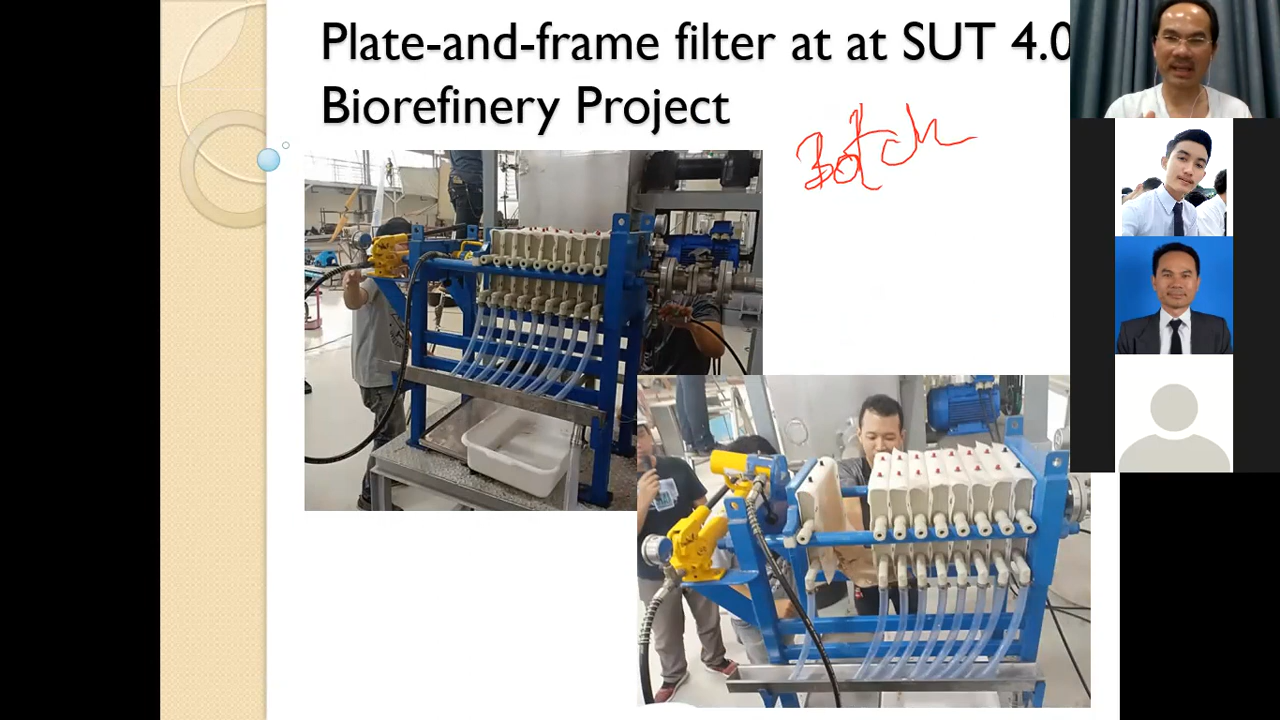 Plate-and-frame filter at at SUT 4.0
Biorefinery Project
Batch